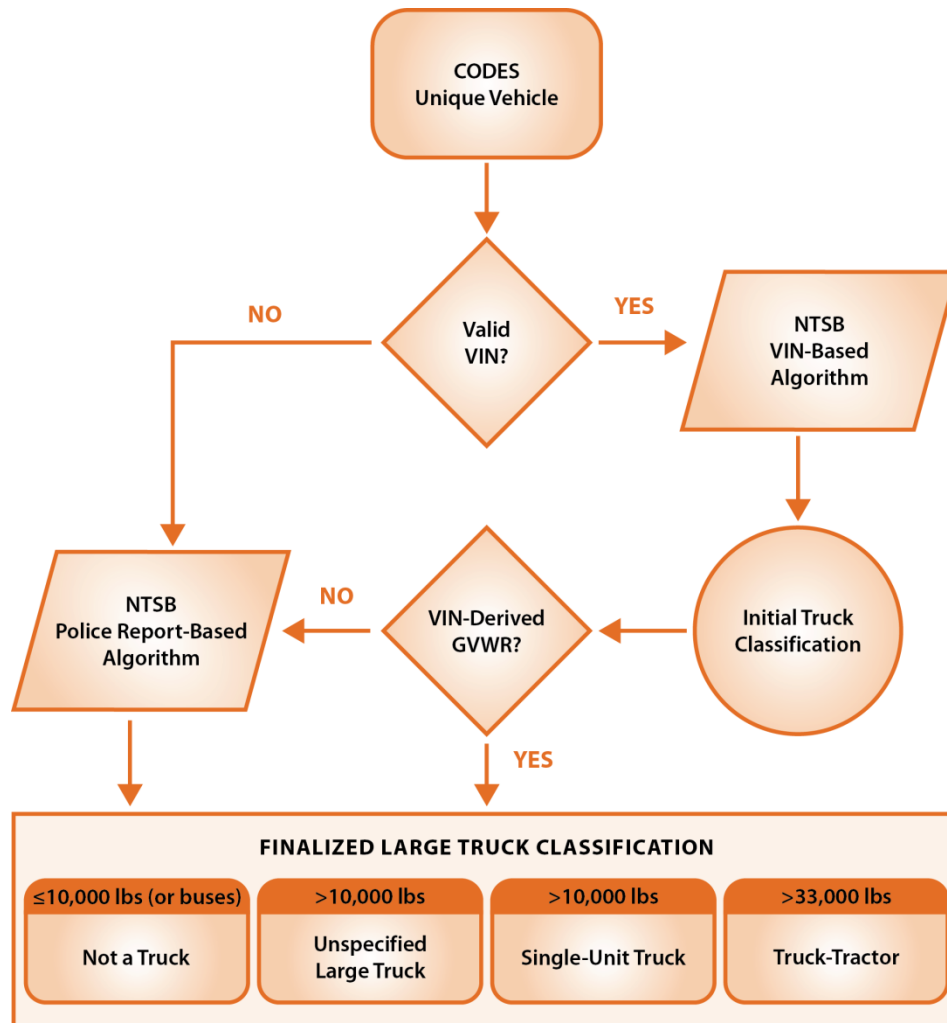 CODES
Unique Vehicle
Valid
VIN?
NO
YES
NTSB
VIN-Based
Algorithm
Initial Truck
Classification
VIN-Derived
GVWR?
NO
YES
NTSB
Police Report-Based
Algorithm
FINALIZED LARGE TRUCK CLASSIFICATION
≤10,000 lbs (or buses)
Not a Truck
>10,000 lbs
Unspecified
Large Truck
>10,000 lbs
Single-Unit Truck
>33,000 lbs
Truck-Tractor